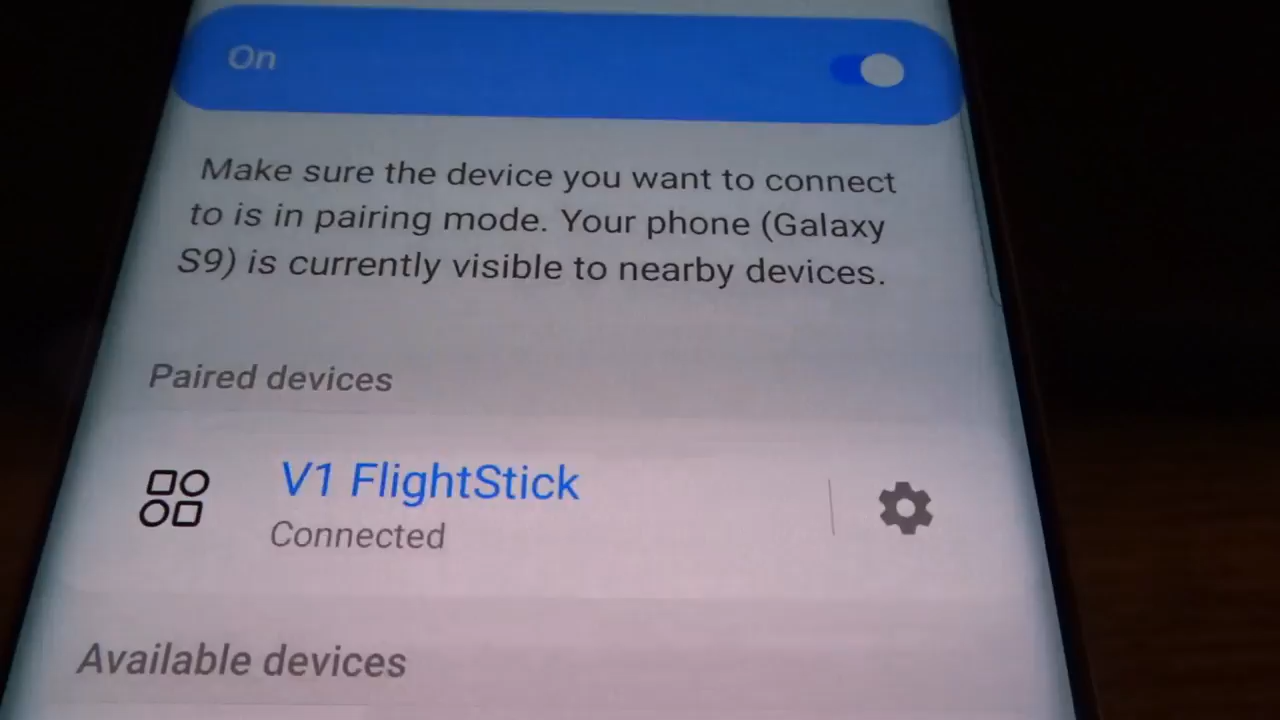 On
Make sure the device you want to connect
to is in pairing mode. Your phone (Galaxy
S9) is currently visible to nearby devices.
Paired devices
V1 FlightStick
Connected
Available devices